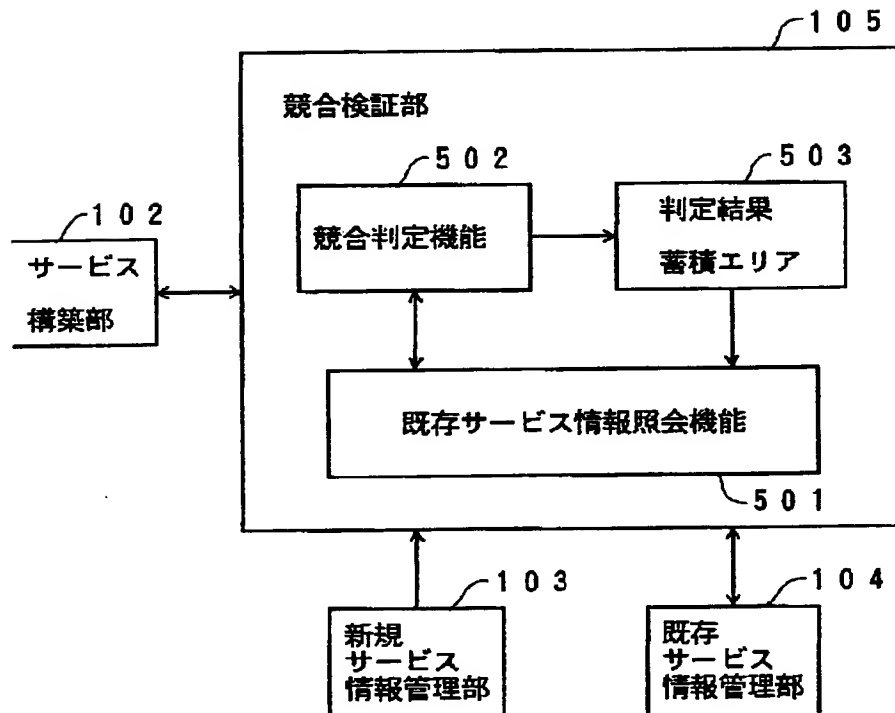 105
競合検証部
502
503
競合判定機能
判定結果
蓄積エリア
102
サービス
構築部
既存サービス情報照会機能
501
103
104
新規
サービス
情報管理部
既存
サービス
情報管理部